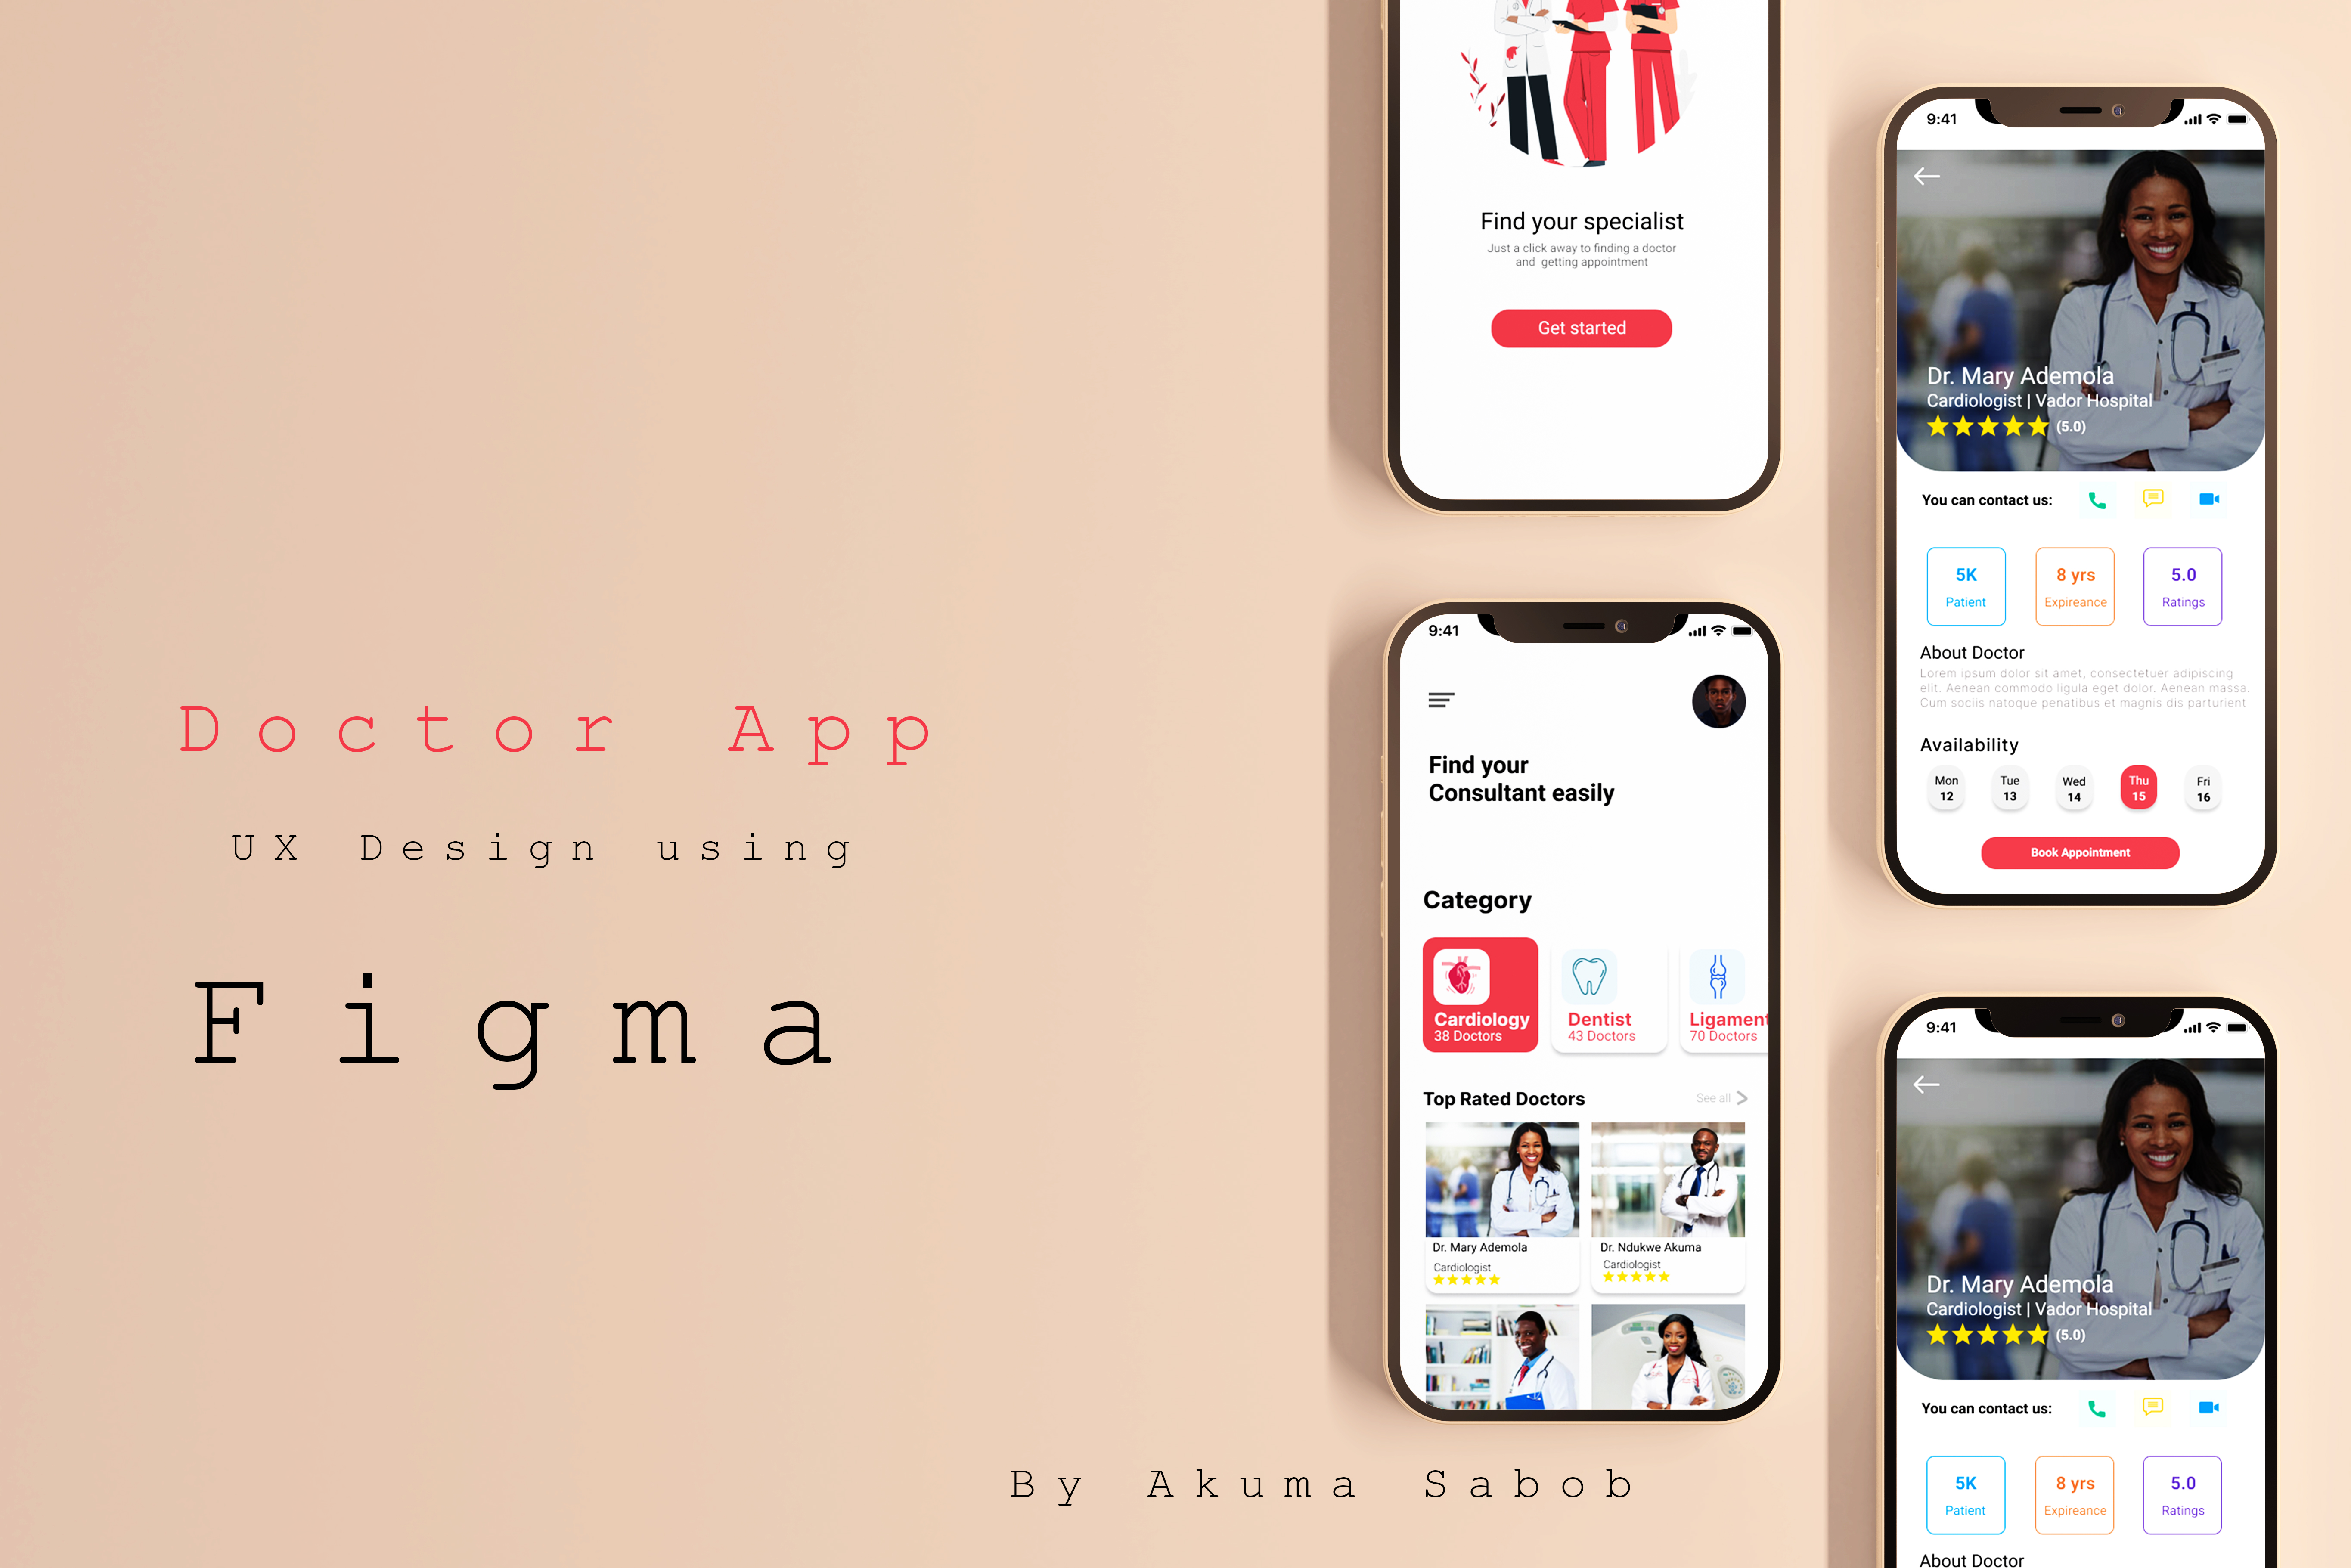 Doctor App
UX Design using
Figma
By Akuma Sabob
Find your specialist
Just a click away to finding a doctor
and getting appointment
Get started
9:41
Find your
Consultant easily
Category
Cardiology
38 Doctors
Dentist
43 Doctors
Ligament
70 Doctors
Top Rated Doctors
See all
Dr. Mary Ademola
Cardiologist
Dr. Ndukwe Akuma
Cardiologist
9:41
Dr. Mary Ademola
Cardiologist | Vador Hospital
(5.0)
You can contact us:
5K
Patient
8 yrs
Expireance
5.0
Ratings
About Doctor
Lorem ipsum dolor sit amet, consectetuer adipiscing
elit. Aenean commodo ligula eget dolor. Aenean massa.
Cum sociis natoque penatibus et magnis dis parturient
Availability
Mon
12
Tue
13
Wed
14
Thu
15
Fri
16
Book Appointment
9:41
Dr. Mary Ademola
Cardiologist | Vador Hospital
(5.0)
You can contact us:
5K
Patient
8 yrs
Expireance
5.0
Ratings
About Doctor